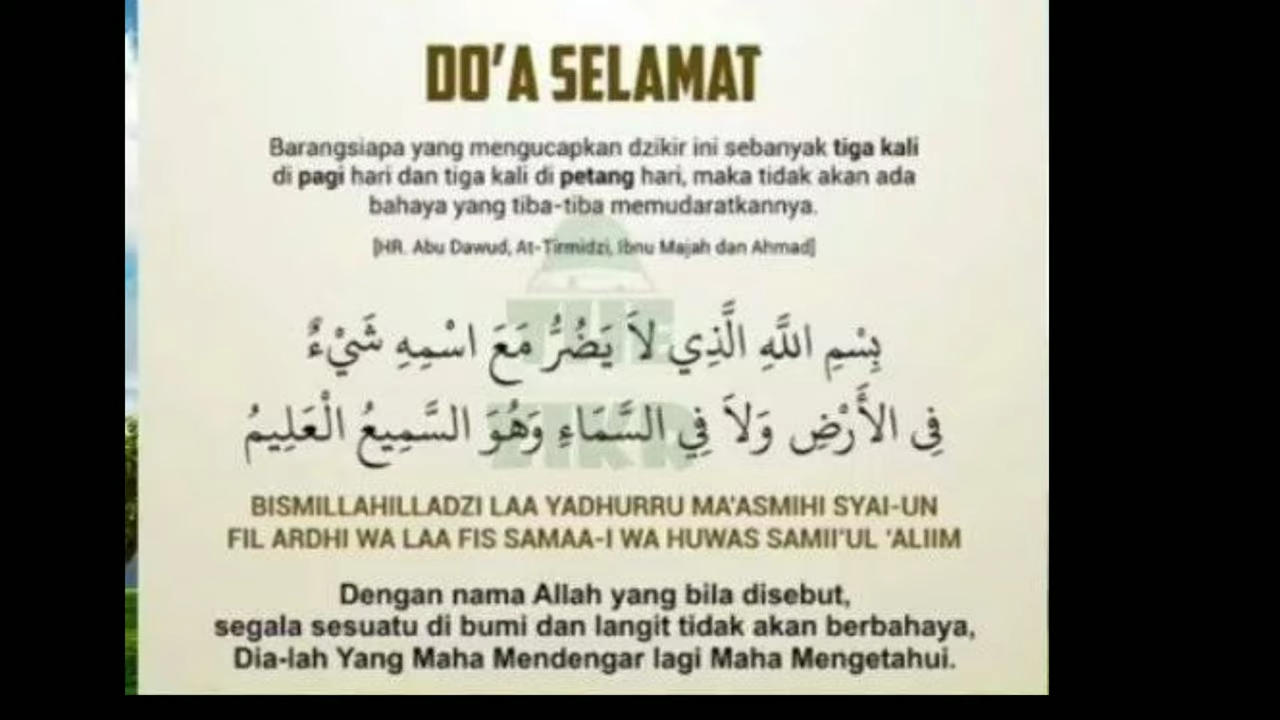 DO'A SELAMAT
Barangsiapa yang mengucapkan dzikir ini sebanyak tiga kali
di pagi hari dan tiga kali di petang hari, maka tidak akan ada
bahaya yang tiba-tiba memudaratkannya.
[HR. Abu Dawud, At-Tirmidzi, Ibnu Majah dan Ahmad]
بِسْمِ اللَّهِ الَّذِي لاَ يَضُرُّ مَعَ اسْمِهِ شَيْءٌ
فِى الأَرْضِ وَلاَ فِي السَّمَاءِ وَهُوَ السَّمِيعُ الْعَلِيمُ
BISMILLAHILLADZI LAA YADHURRU MA'ASMIHI SYAI-UN
FIL ARDHI WA LAA FIS SAMAA-I WA HUWAS SAMII'UL 'ALIIM
Dengan nama Allah yang bila disebut,
segala sesuatu di bumi dan langit tidak akan berbahaya,
Dia-lah Yang Maha Mendengar lagi Maha Mengetahui.